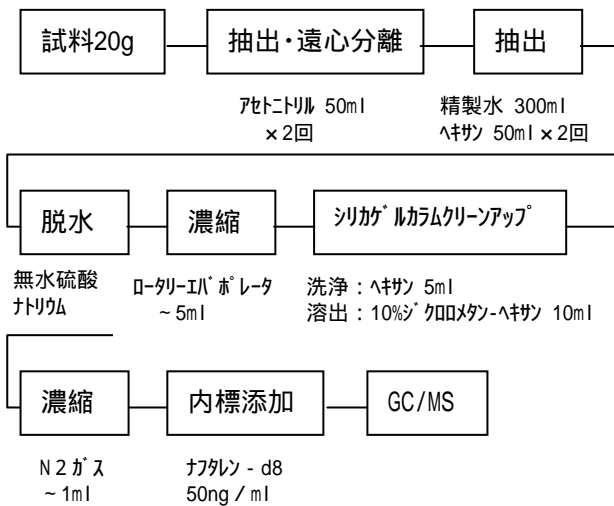 試料20g
抽出・遠心分離
抽出
ｱｾﾄﾆﾄﾘﾙ 50ml
×2回
精製水 300ml
ﾍｷｻﾝ 50ml×2回
脱水
濃縮
ｼﾘｶｹﾞﾙｶﾗﾑｸﾘｰﾝｱｯﾌﾟ
無水硫酸
ﾅﾄﾘｳﾑ
ﾛｰﾀﾘｰｴﾊﾞﾎﾟﾚｰﾀ
~5ml
洗浄：ﾍｷｻﾝ 5ml
溶出：10%ｼﾞｸﾛﾛﾒﾀﾝ-ﾍｷｻﾝ 10ml
濃縮
内標添加
GC/MS
N2ｶﾞｽ
~1ml
ﾅﾌﾀﾚﾝ-d8
50ng/ml